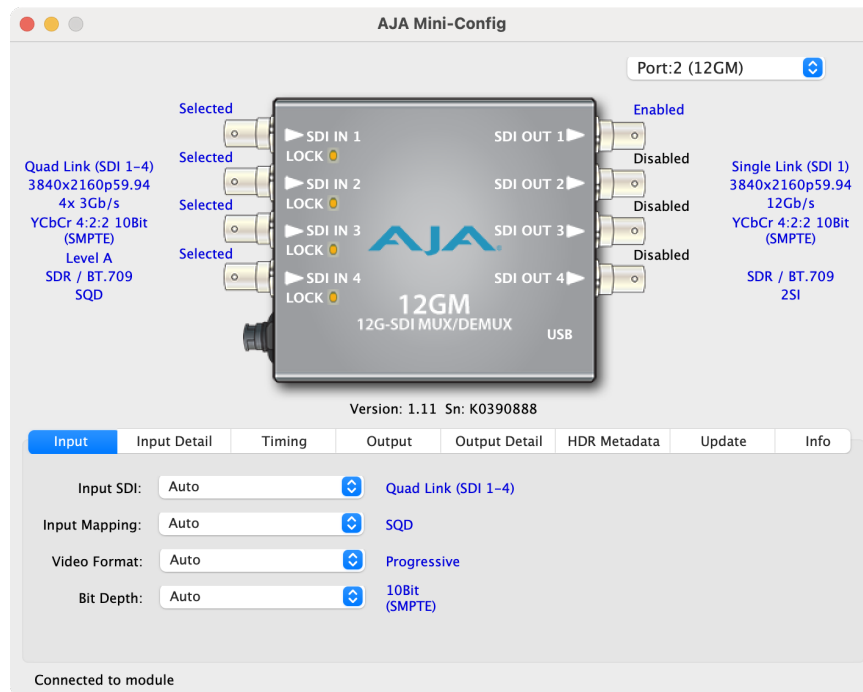 AJA Mini-Config
Port:2 (12GM)
Selected
Selected
Selected
Selected
Quad Link (SDI 1-4)
3840x2160p59.94
4x 3Gb/s
YCbCr 4:2:2 10Bit
(SMPTE)
Level A
SDR / BT.709
SQD
SDI IN 1
LOCK
SDI IN 2
LOCK
SDI IN 3
LOCK
SDI IN 4
LOCK
AJA
12GM
12G-SDI MUX/DEMUX
USB
SDI OUT 1
SDI OUT 2
SDI OUT 3
SDI OUT 4
Enabled
Disabled
Disabled
Disabled
Single Link (SDI 1)
3840x2160p59.94
12Gb/s
YCbCr 4:2:2 10Bit
(SMPTE)
SDR / BT.709
2SI
Version: 1.11 Sn: K0390888
Input Input Detail Timing Output Output Detail HDR Metadata Update Info
Input SDI: Auto Quad Link (SDI 1-4)
Input Mapping: Auto SQD
Video Format: Auto Progressive
Bit Depth: Auto 10Bit
(SMPTE)
Connected to module